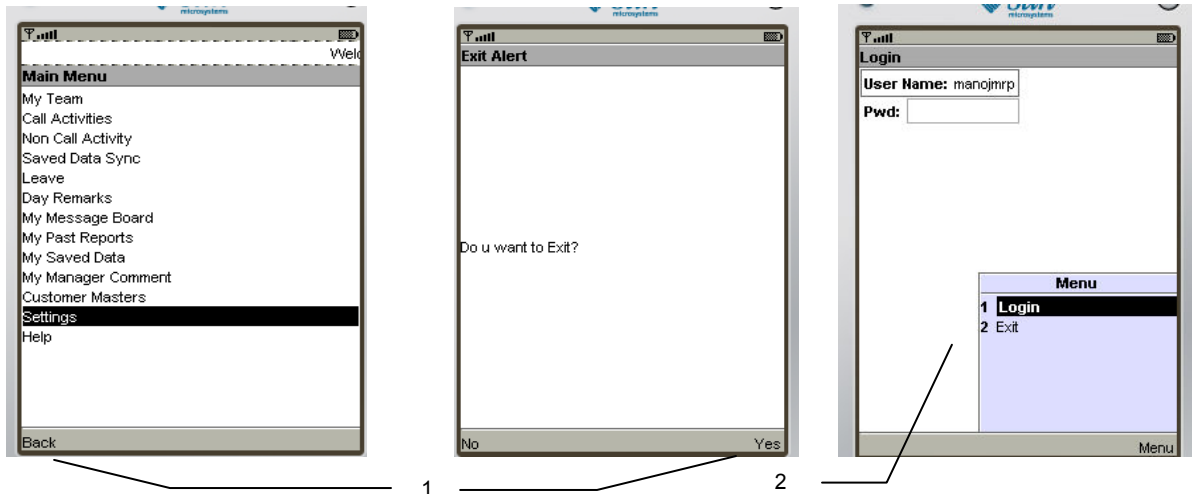 microsystems
Welc
Main Menu
My Team
Call Activities
Non Call Activity
Saved Data Sync
Leave
Day Remarks
My Message Board
My Past Reports
My Saved Data
My Manager Comment
Customer Masters
Settings
Help
Back
microsystems
Exit Alert
Do u want to Exit?
No Yes
microsystems
Login
User Name: manojmrp
Pwd:
Menu
1 Login
2 Exit
Menu
1
2